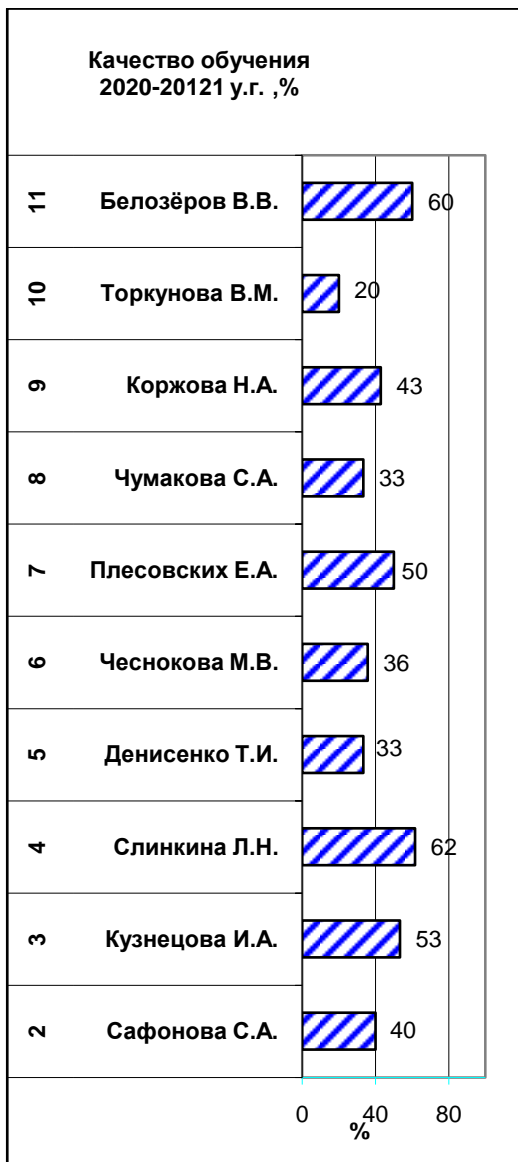 Качество обучения
2020-20121 у.г. ,%
11 Белозёров В.В. 60
10 Торкунова В.М. 20
9 Коржова Н.А. 43
8 Чумакова С.А. 33
7 Плесовских Е.А. 50
6 Чеснокова М.В. 36
5 Денисенко Т.И. 33
4 Слинкина Л.Н. 62
3 Кузнецова И.А. 53
2 Сафонова С.А. 40
0 40 80
%